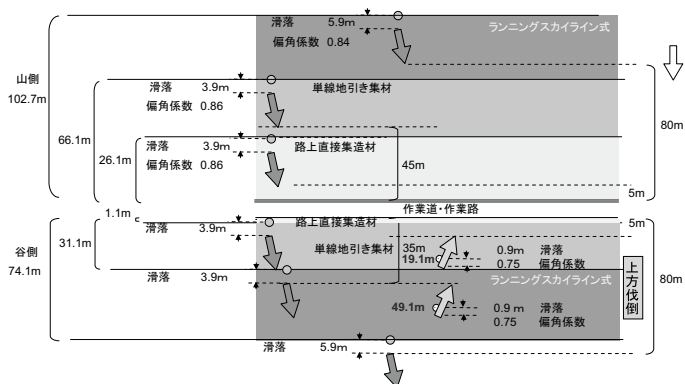 滑落 5.9m
偏角係数 0.84
ランニングスカイライン式
山側
102.7m
滑落 3.9m
偏角係数 0.86
単線地引き集材
66.1m
80m
滑落 3.9m
偏角係数 0.86
路上直接集造材
45m
26.1m
5m
作業道・作業路
1.1m
滑落 3.9m
路上直接集造材
5m
谷側
74.1m
31.1m
単線地引き集材
35m
19.1m
0.9m 滑落
0.75 偏角係数
滑落 3.9m
ランニングスカイライン式
上方伐倒
80m
49.1m
0.9 m 滑落
0.75 偏角係数
滑落 5.9m